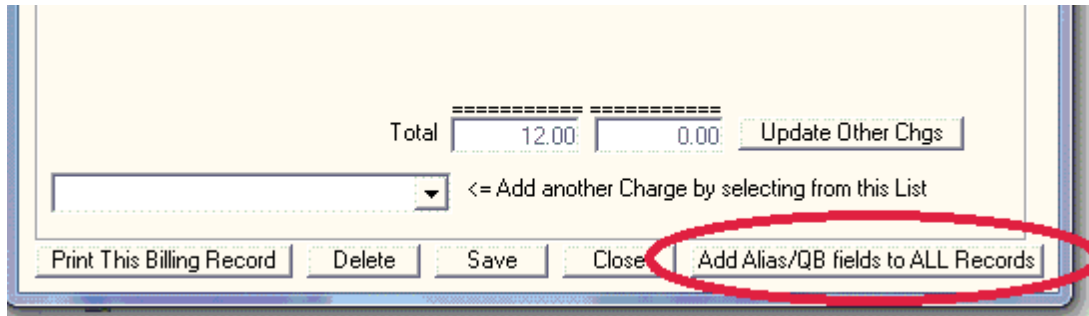 =========== ===========
Total 12.00 0.00 Update Other Chgs
<= Add another Charge by selecting from this List
Print This Billing Record Delete Save Close Add Alias/QB fields to ALL Records